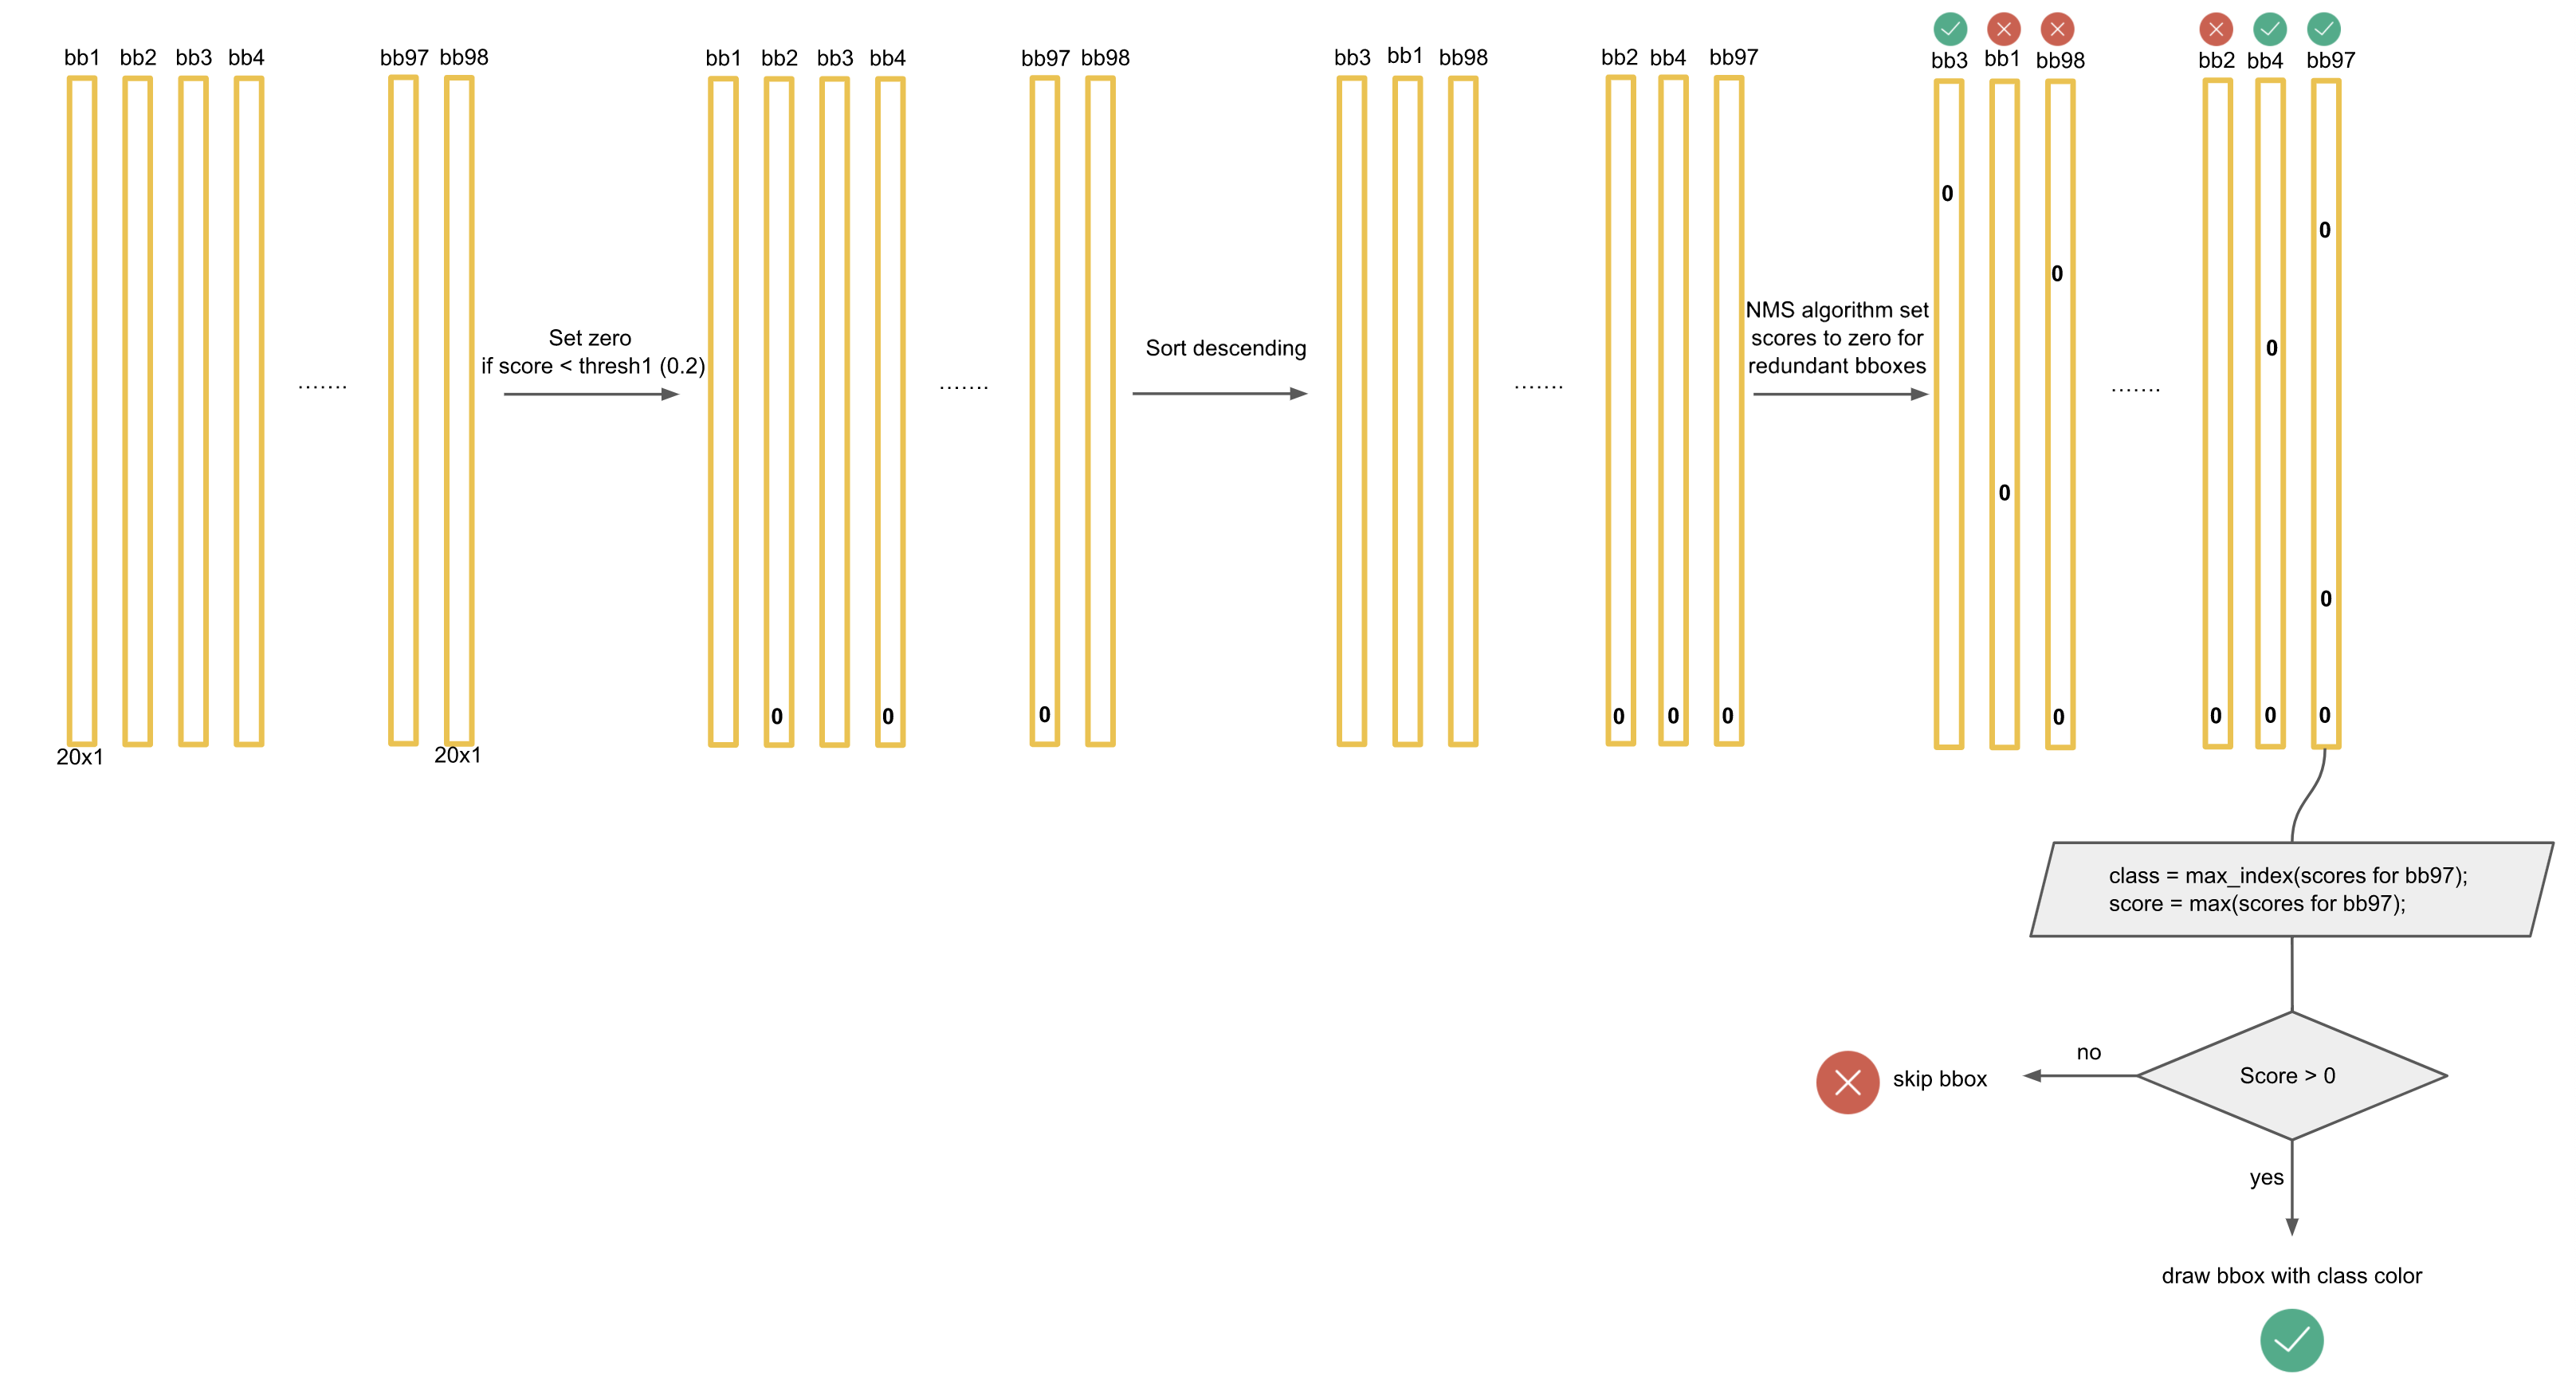 bb1 bb2 bb3 bb4 bb97 bb98
.......
20x1 20x1
Set zero
if score < thresh1 (0.2)
bb1 bb2 bb3 bb4 bb97 bb98
.......
0 0 0
Sort descending
bb3 bb1 bb98 bb2 bb4 bb97
.......
0 0 0
NMS algorithm set
scores to zero for
redundant bboxes
bb3 bb1 bb98 bb2 bb4 bb97
0
0
0
0
.......
0
0
0 0 0 0
class = max_index(scores for bb97);
score = max(scores for bb97);
Score > 0
no
skip bbox
yes
draw bbox with class color